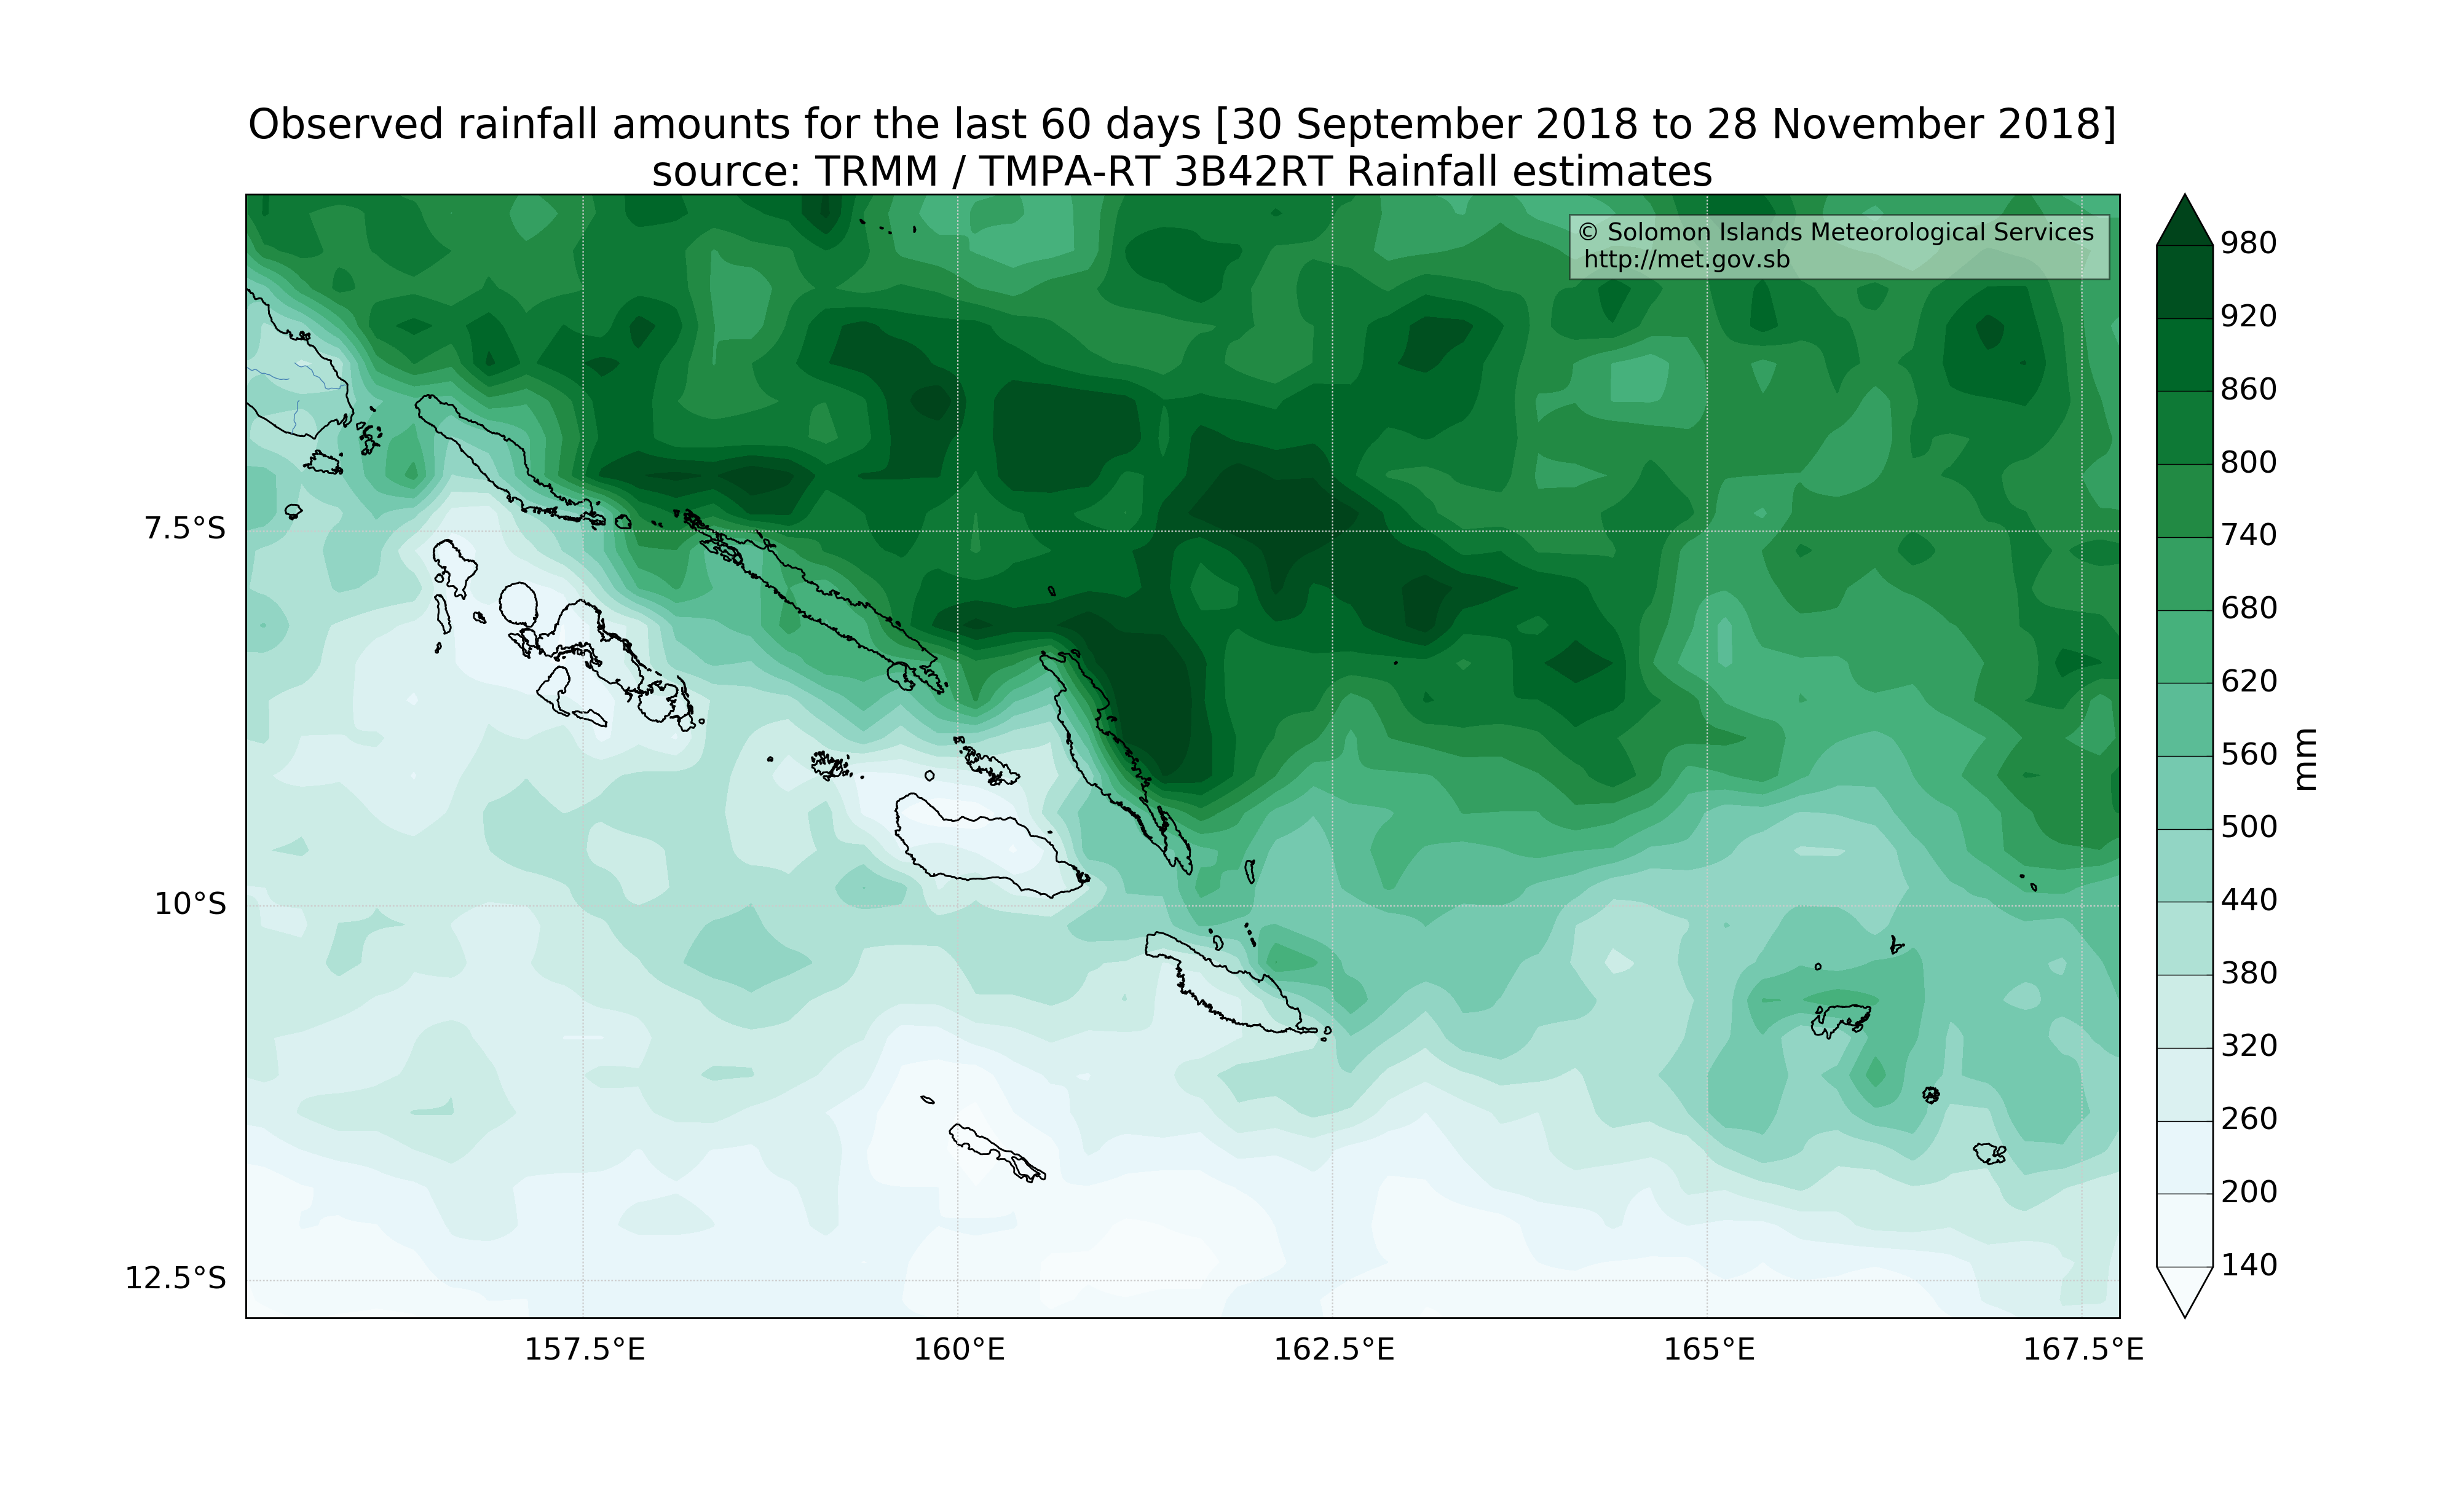 Observed rainfall amounts for the last 60 days [30 September 2018 to 28 November 2018]
source: TRMM / TMPA-RT 3B42RT Rainfall estimates
© Solomon Islands Meteorological Services
http://met.gov.sb
7.5°S
10°S
12.5°S
157.5°E
160°E
162.5°E
165°E
167.5°E
980
920
860
800
740
680
620
560
500
440
380
320
260
200
140
mm